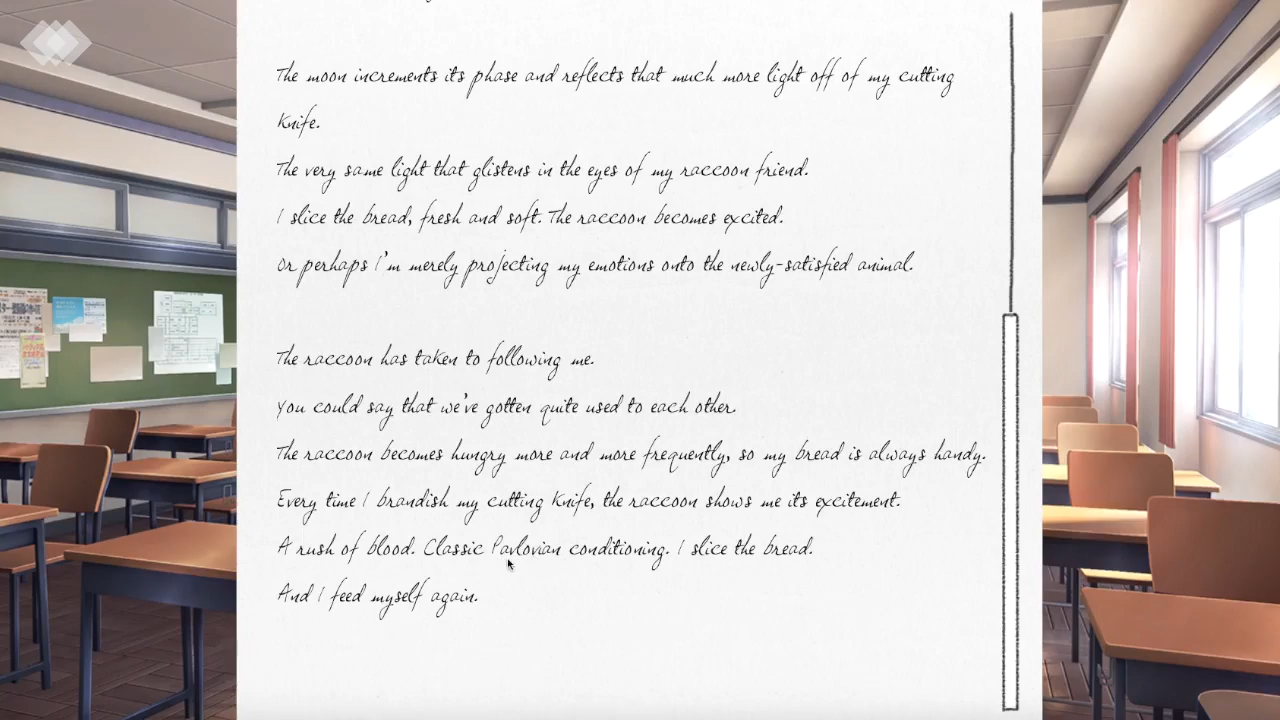 The moon increments its phase and reflects that much more light off of my cutting
knife.
The very same light that glistens in the eyes of my raccoon friend.
I slice the bread, fresh and soft. The raccoon becomes excited.
Or perhaps I'm merely projecting my emotions onto the newly-satisfied animal.
The raccoon has taken to following me.
You could say that we've gotten quite used to each other.
The raccoon becomes hungry more and more frequently, so my bread is always handy.
Every time I brandish my cutting knife, the raccoon shows me its excitement.
A rush of blood. Classic Pavlovian conditioning. I slice the bread.
And I feed myself again.